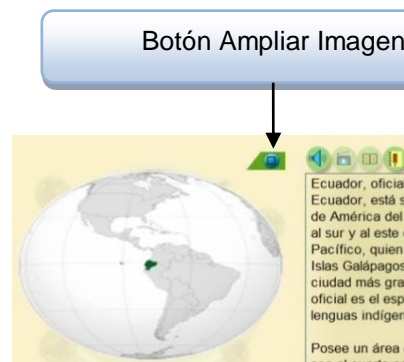 Botón Ampliar Imagen
Ecuador, oficia
Ecuador, está s
de América del
al sur y al este
Pacífico, quien
Islas Galápagos
ciudad más gra
oficial es el esp
lenguas indíger
Posee un área